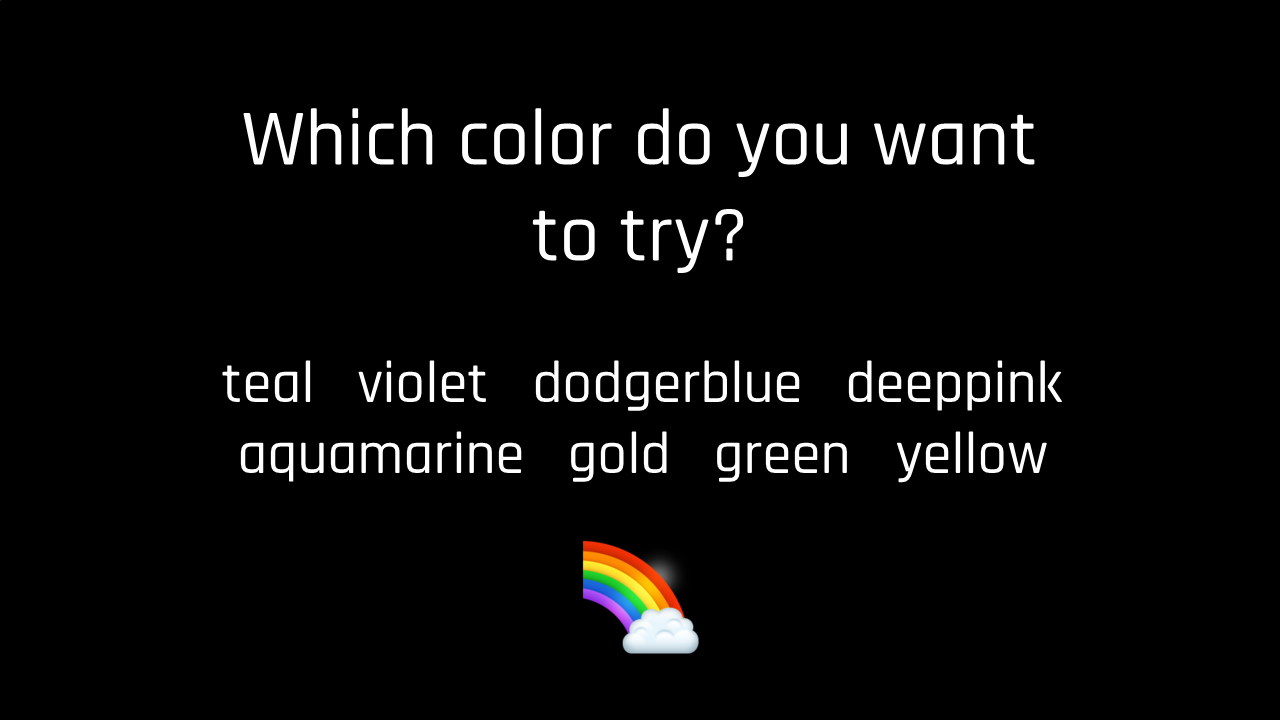 Which color do you want
to try?
teal violet dodgerblue deeppink
aquamarine gold green yellow